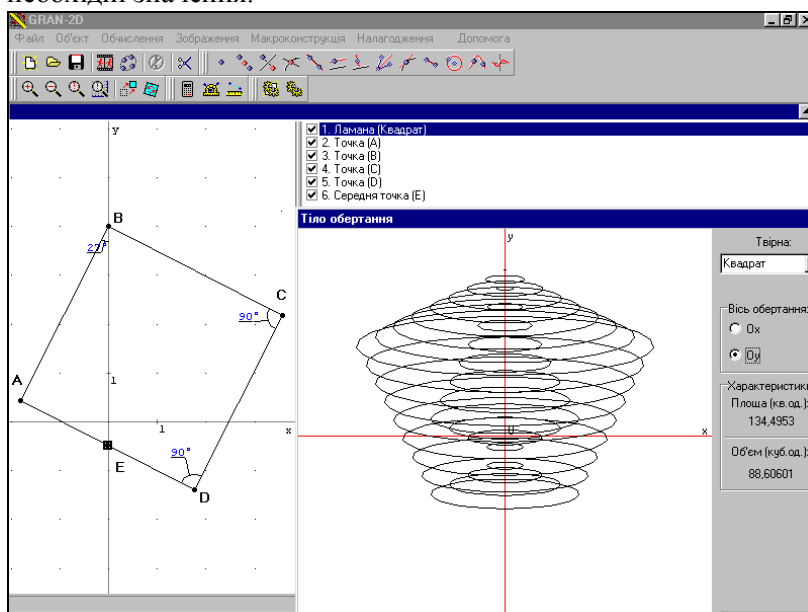 необхідні значення.
GRAN-2D
Файл Об'єкт Обчислення Зображення Макроконструкція Налагодження Допомога
1. Ламана (Квадрат)
2. Точка (A)
3. Точка (B)
4. Точка (C)
5. Точка (D)
6. Середня точка (E)
Тіло обертання
y
B
27°
C
90°
A
1
1
x
E
90°
D
y
x
0
Твірна:
Квадрат
Вісь обертання:
Ox
Oy
Характеристики
Площа (кв.од.):
134,4953
Об'єм (куб.од.):
88,60601